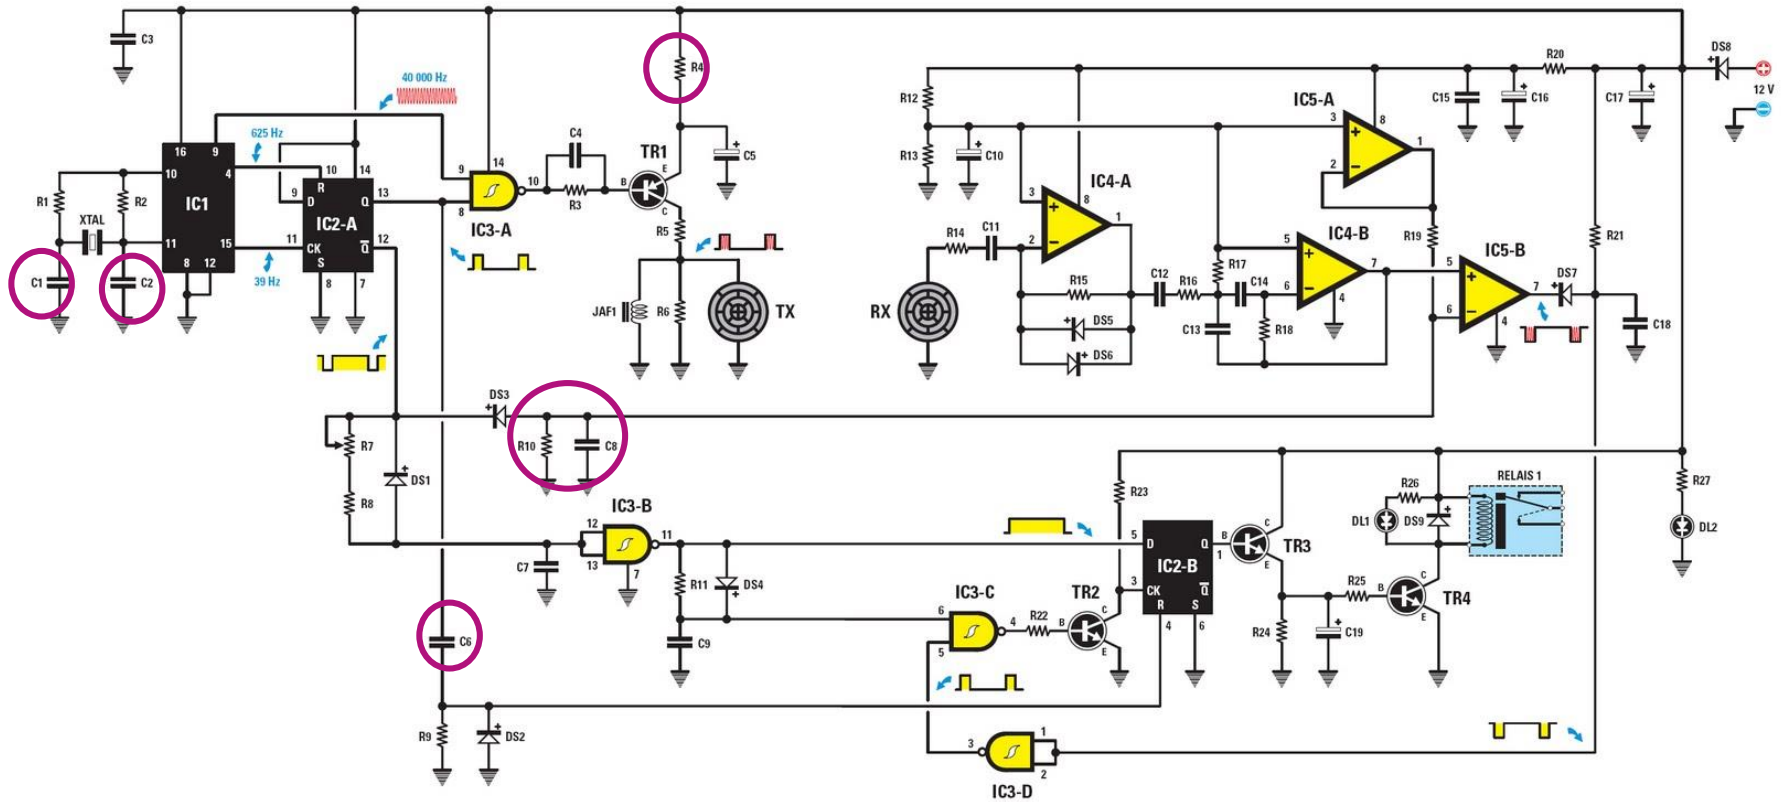 C3
40 000 Hz
625 Hz
16 9
10 4
IC1
11 15
8 12
R1
R2
XTAL
C1
C2
39 Hz
10 14
R
9 D Q 13
IC2-A
11 CK Q 12
S
8 7
9 14
10
8
IC3-A
C4
R3
TR1
B E C
R4
C5
R5
JAF1
R6
TX
R12
R13
C10
3
IC4-A
8
1
2
R14
C11
RX
R15
DS5
DS6
C12
R16
R17
C14
C13
R18
5
IC4-B
7
6
4
IC5-A
3
8
1
2
R19
5
IC5-B
7
6
4
DS7
C18
R21
C15
C16
R20
C17
DS8
12 V
R7
R8
DS1
DS3
R10
C8
C7
IC3-B
12
11
13
7
R11
DS4
C9
C6
R9
DS2
6
IC3-C
4
5
R22
TR2
B C E
R23
5 D Q 1
IC2-B
3 CK Q
R S
4 6
B C E
TR3
R24
C19
R25
B C E
TR4
R26
DL1
DS9
RELAIS 1
R27
DL2
3
1
2
IC3-D